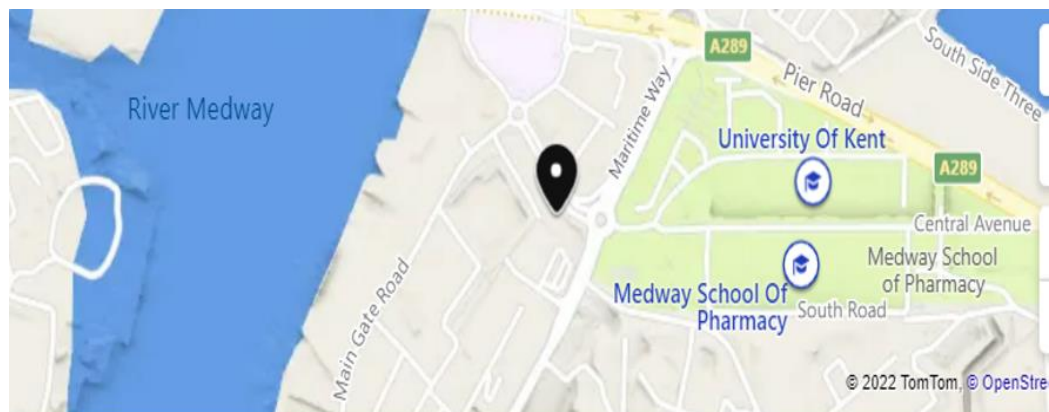 A289
South Side Three
Pier Road
River Medway
Maritime Way
University Of Kent
A289
Central Avenue
Medway School
of Pharmacy
Main Gate Road
Medway School Of
Pharmacy
South Road
© 2022 TomTom, © OpenStre